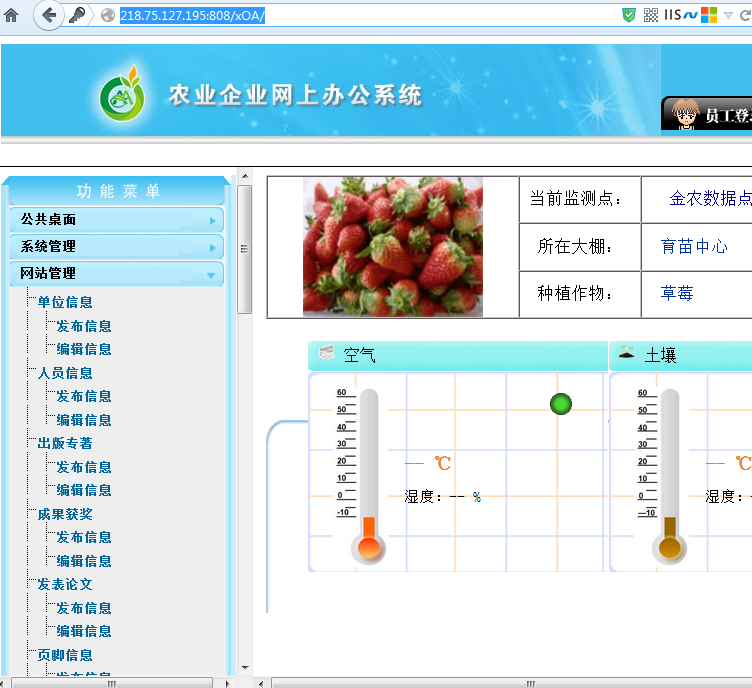 218.75.127.195:808/xOA/
IIS
农业企业网上办公系统
员工登
功能菜单
公共桌面
系统管理
网站管理
单位信息
发布信息
编辑信息
人员信息
发布信息
编辑信息
出版专著
发布信息
编辑信息
成果获奖
发布信息
编辑信息
发表论文
发布信息
编辑信息
页脚信息
发布信息
当前监测点： 金农数据点
所在大棚： 育苗中心
种植作物： 草莓
空气
60
50
40
30
20
10
0
-10
-- ℃
湿度：-- %
土壤
60
50
40
30
20
10
0
-10
-- ℃
湿度：-